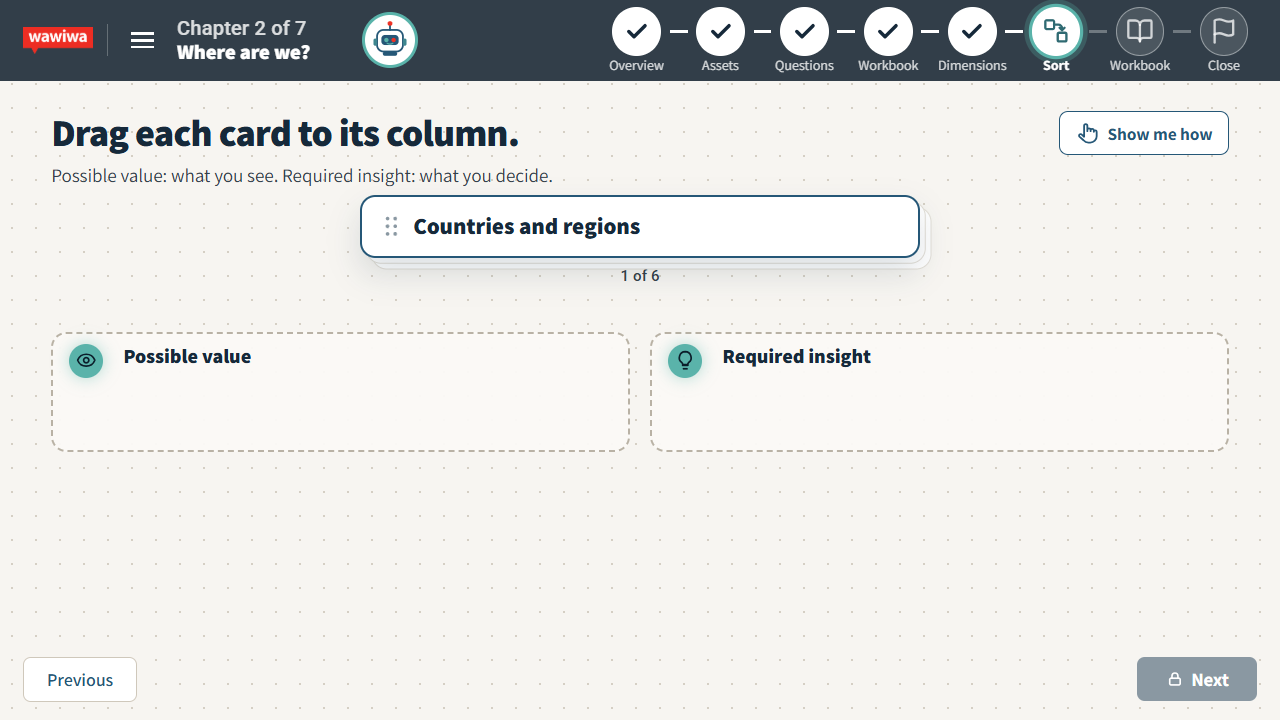 wawiwa
Chapter 2 of 7
Where are we?
Overview
Assets
Questions
Workbook
Dimensions
Sort
Workbook
Close
Drag each card to its column.
Show me how
Possible value: what you see. Required insight: what you decide.
Countries and regions
1 of 6
Possible value
Required insight
Previous
Next